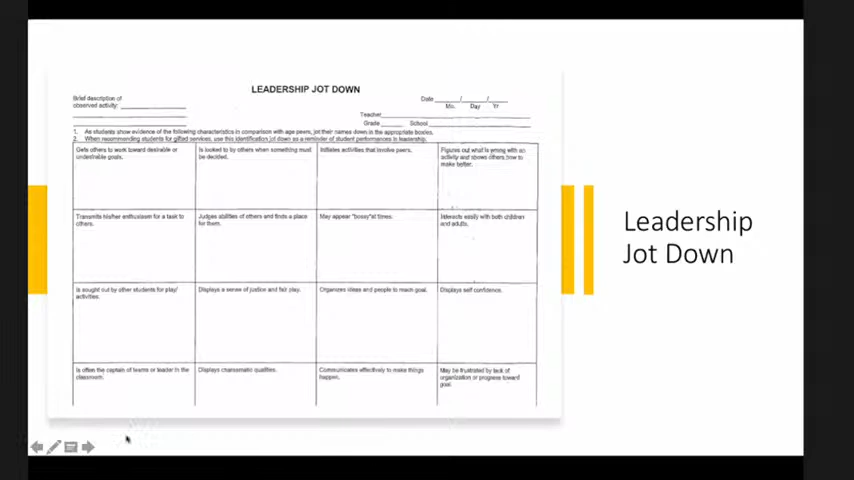 LEADERSHIP JOT DOWN
Brief description of
observed activity:
Date / /
Mo. Day Yr
Teacher
Grade School
1. As students show evidence of the following characteristics in comparison with age peers, jot their names down in the appropriate boxes.
2. When recommending students for gifted services, use this identification jot down as a reminder of student performances in leadership.
Gets others to work toward desirable or
undesirable goals.
Is looked to by others when something must
be decided.
Initiates activities that involve peers.
Figures out what is wrong with an
activity and shows others how to
make better.
Transmits his/her enthusiasm for a task to
others.
Judges abilities of others and finds a place
for them.
May appear "bossy" at times.
Interacts easily with both children
and adults.
Is sought out by other students for play/
activities.
Displays a sense of justice and fair play.
Organizes ideas and people to reach goal.
Displays self confidence.
Is often the captain of teams or leader in the
classroom.
Displays charismatic qualities.
Communicates effectively to make things
happen.
May be frustrated by lack of
organization or progress toward
goal.
Leadership
Jot Down